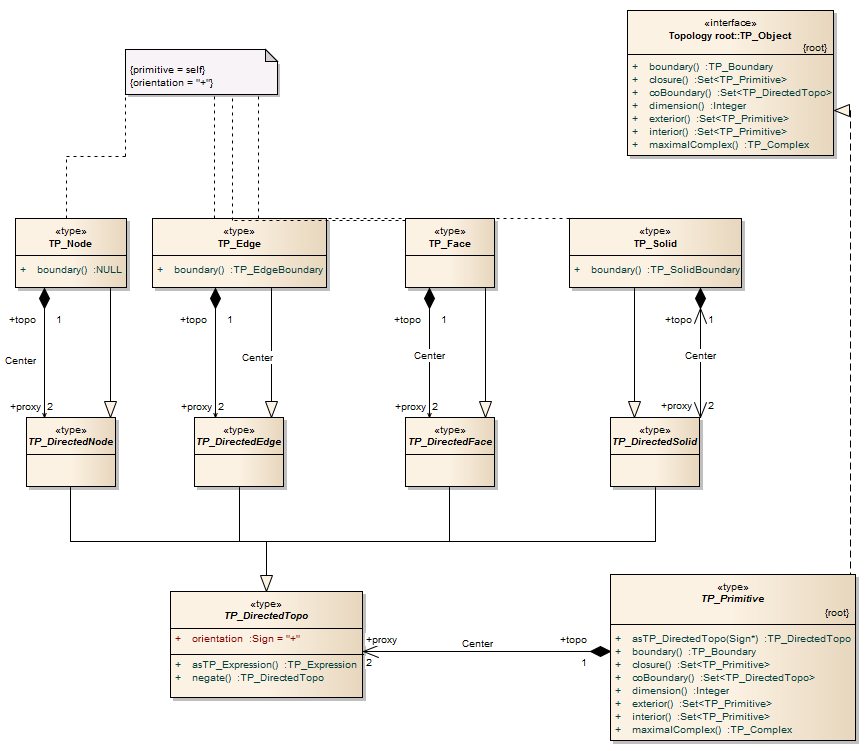 «interface»
Topology root::TP_Object
{root}
+ boundary() :TP_Boundary
+ closure() :Set<TP_Primitive>
+ coBoundary() :Set<TP_DirectedTopo>
+ dimension() :Integer
+ exterior() :Set<TP_Primitive>
+ interior() :Set<TP_Primitive>
+ maximalComplex() :TP_Complex
{primitive = self}
{orientation = "+"}
«type»
TP_Node
+ boundary() :NULL
«type»
TP_Edge
+ boundary() :TP_EdgeBoundary
«type»
TP_Face
«type»
TP_Solid
+ boundary() :TP_SolidBoundary
+topo 1
Center
+proxy 2
+topo 1
Center
+proxy 2
+topo 1
Center
+proxy 2
+topo 1
Center
+proxy 2
«type»
TP_DirectedNode
«type»
TP_DirectedEdge
«type»
TP_DirectedFace
«type»
TP_DirectedSolid
«type»
TP_DirectedTopo
+ orientation :Sign = "+"
+ asTP_Expression() :TP_Expression
+ negate() :TP_DirectedTopo
+proxy
2
Center
+topo
1
«type»
TP_Primitive
{root}
+ asTP_DirectedTopo(Sign*) :TP_DirectedTopo
+ boundary() :TP_Boundary
+ closure() :Set<TP_Primitive>
+ coBoundary() :Set<TP_DirectedTopo>
+ dimension() :Integer
+ exterior() :Set<TP_Primitive>
+ interior() :Set<TP_Primitive>
+ maximalComplex() :TP_Complex